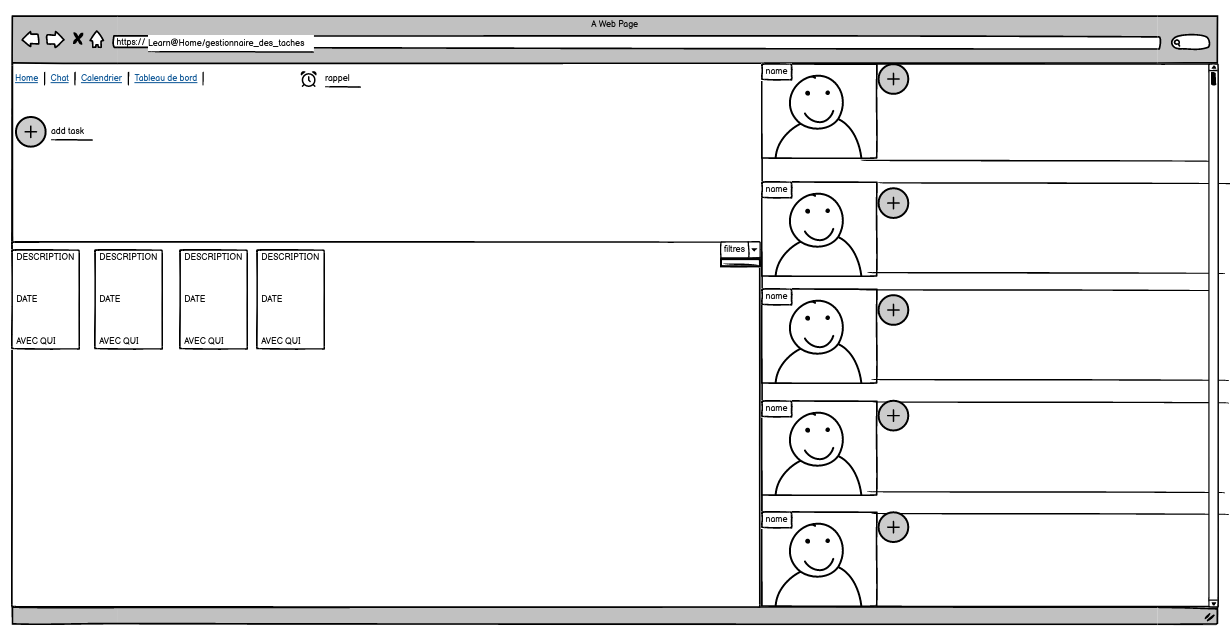 A Web Page
https:// Learn@Home/gestionnaire_des_taches
Home | Chat | Calendrier | Tableau de bord |
rappel
add task
filtres
DESCRIPTION DESCRIPTION DESCRIPTION DESCRIPTION
DATE DATE DATE DATE
AVEC QUI AVEC QUI AVEC QUI AVEC QUI
name
name
name
name
name